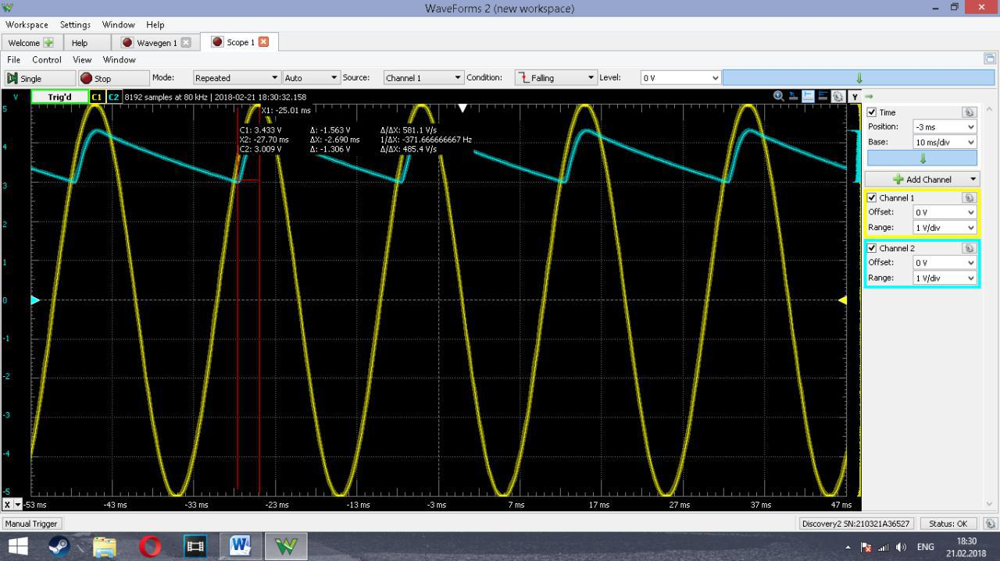 WaveForms 2 (new workspace)
Workspace Settings Window Help
Welcome Help Wavegen 1 Scope 1
File Control View Window
Single Stop Mode: Repeated Auto Source: Channel 1 Condition: Falling Level: 0 V
V Trig'd C1 C2 8192 samples at 80 kHz | 2018-02-21 18:30:32.158 Y
X1: -25.01 ms
C1: 3.433 V Δ: -1.563 V Δ/ΔX: 581.1 V/s
X2: -27.70 ms ΔX: -2.690 ms 1/ΔX: -371.666666667 Hz
C2: 3.009 V Δ: -1.306 V Δ/ΔX: 485.4 V/s
5
4
3
2
1
0
-1
-2
-3
-4
-5
X -53 ms -43 ms -33 ms -23 ms -13 ms -3 ms 7 ms 17 ms 27 ms 37 ms 47 ms
Time
Position: -3 ms
Base: 10 ms/div
Add Channel
Channel 1
Offset: 0 V
Range: 1 V/div
Channel 2
Offset: 0 V
Range: 1 V/div
Manual Trigger Discovery2 SN:210321A36527 Status: OK
ENG 18:30
21.02.2018